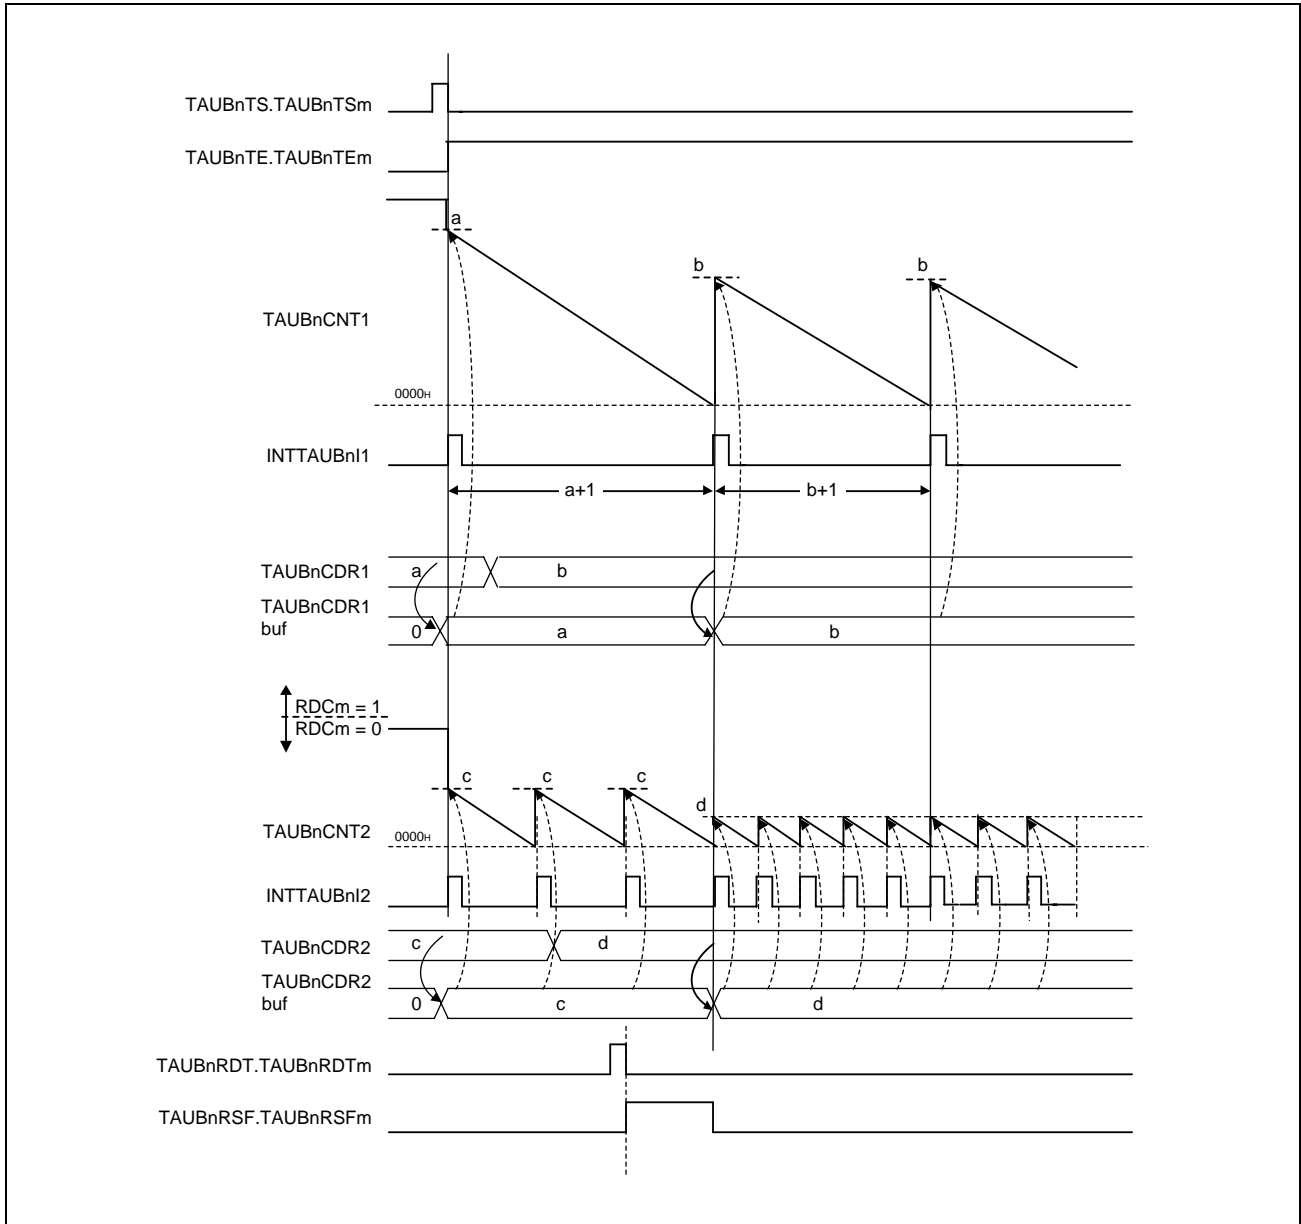 TAUBnTS.TAUBnTSm
TAUBnTE.TAUBnTEm
a
b
b
TAUBnCNT1
0000H
INTTAUBnI1
a+1
b+1
TAUBnCDR1
a
b
TAUBnCDR1
buf
0
a
b
RDCm = 1
RDCm = 0
c
c
c
d
TAUBnCNT2
0000H
INTTAUBnI2
TAUBnCDR2
c
d
TAUBnCDR2
buf
0
c
d
TAUBnRDT.TAUBnRDTm
TAUBnRSF.TAUBnRSFm